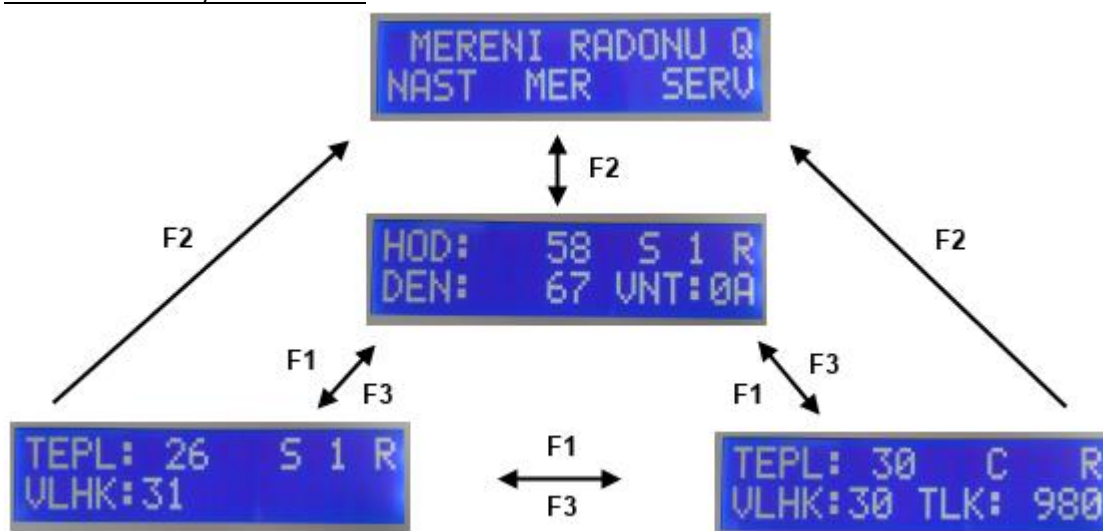 MERENI RADONU Q
NAST MER SERV
F2
F2
F2
HOD: 58 S 1 R
DEN: 67 VNT:0A
F1
F3
F3
F1
TEPL: 26 S 1 R
VLHK:31
F1
F3
TEPL: 30 C R
VLHK:30 TLK: 980